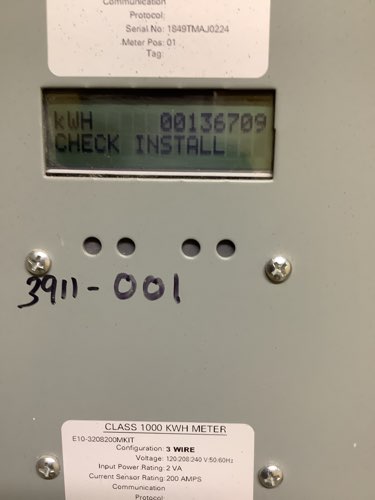 Communication
Protocol:
Serial No: 1849TMAJ0224
Meter Pos: 01
Tag:
kWH 00136709
CHECK INSTALL
3911-001
CLASS 1000 KWH METER
E10-3208200MKIT
Configuration: 3 WIRE
Voltage: 120-208-240 V:50-60Hz
Input Power Rating: 2 VA
Current Sensor Rating: 200 AMPS
Communication
Protocol: